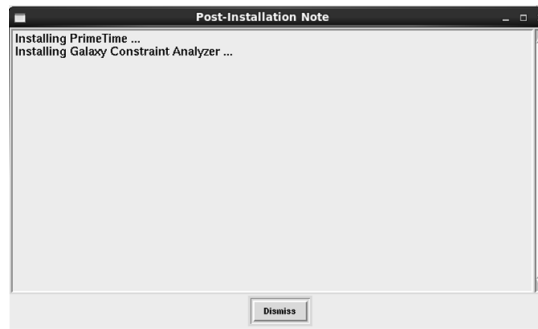 Post-Installation Note
Installing PrimeTime ...
Installing Galaxy Constraint Analyzer ...
Dismiss